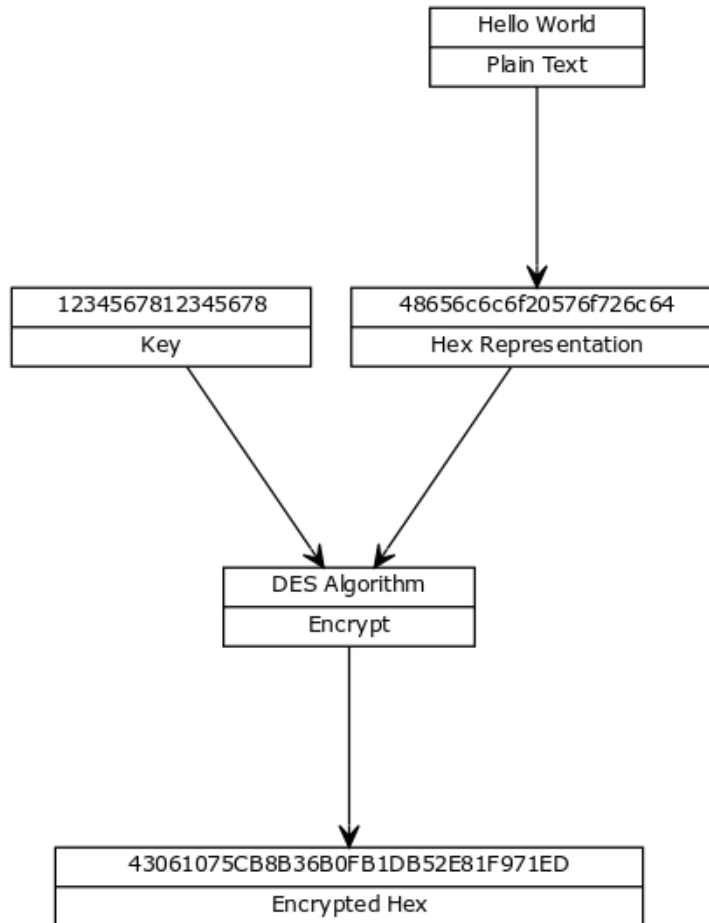 Hello World
Plain Text
1234567812345678
Key
48656c6c6f20576f726c64
Hex Representation
DES Algorithm
Encrypt
43061075CB8B36B0FB1DB52E81F971ED
Encrypted Hex